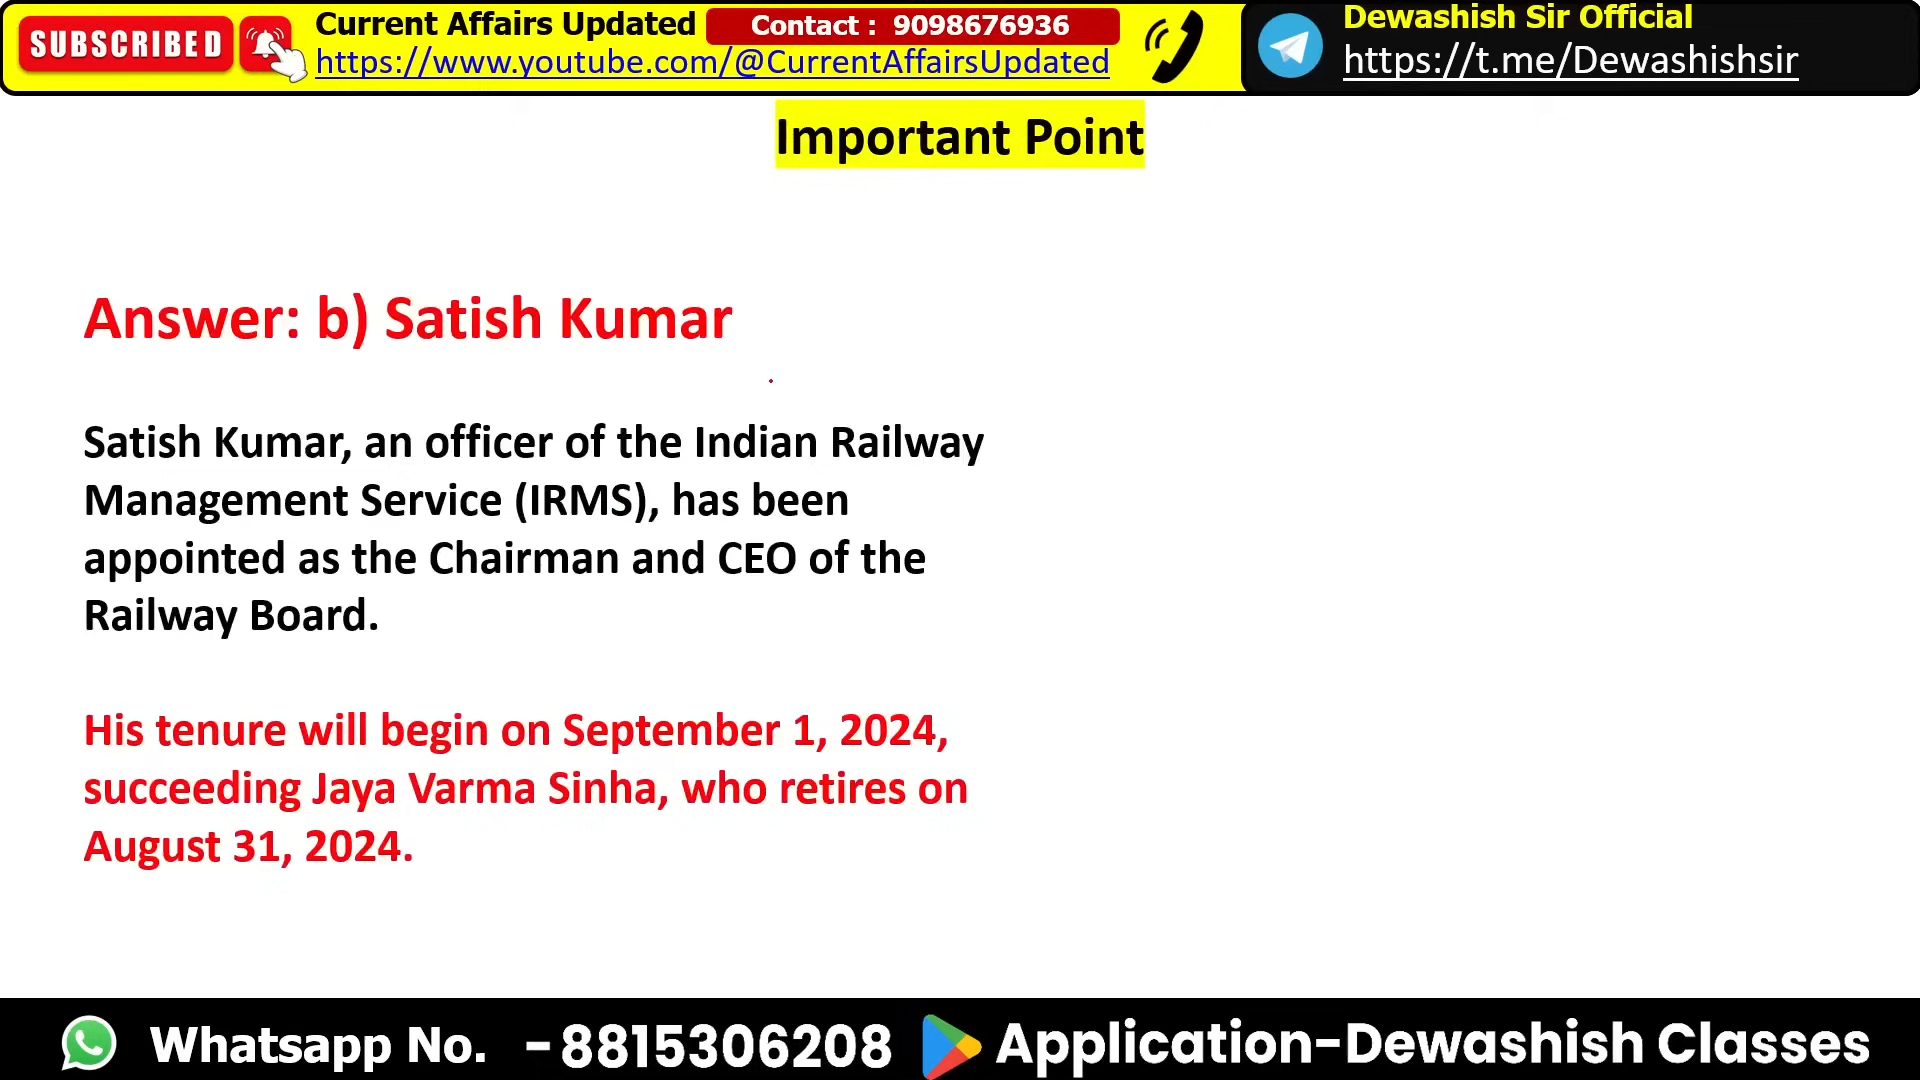 SUBSCRIBED
Current Affairs Updated
Contact : 9098676936
https://www.youtube.com/@CurrentAffairsUpdated
Dewashish Sir Official
https://t.me/Dewashishsir
Important Point
Answer: b) Satish Kumar
Satish Kumar, an officer of the Indian Railway
Management Service (IRMS), has been
appointed as the Chairman and CEO of the
Railway Board.
His tenure will begin on September 1, 2024,
succeeding Jaya Varma Sinha, who retires on
August 31, 2024.
Whatsapp No. -8815306208
Application-Dewashish Classes